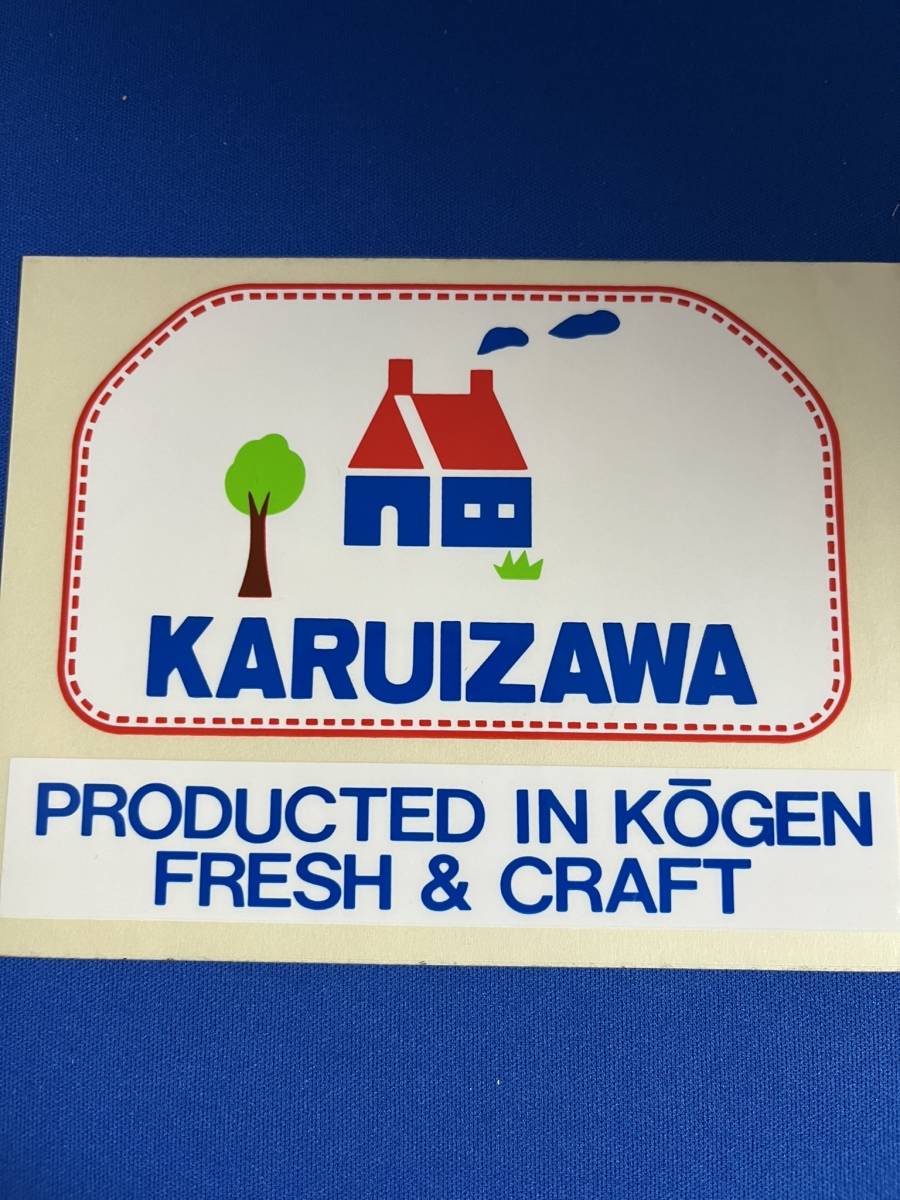 KARUIZAWA
PRODUCTED IN KŌGEN
FRESH & CRAFT